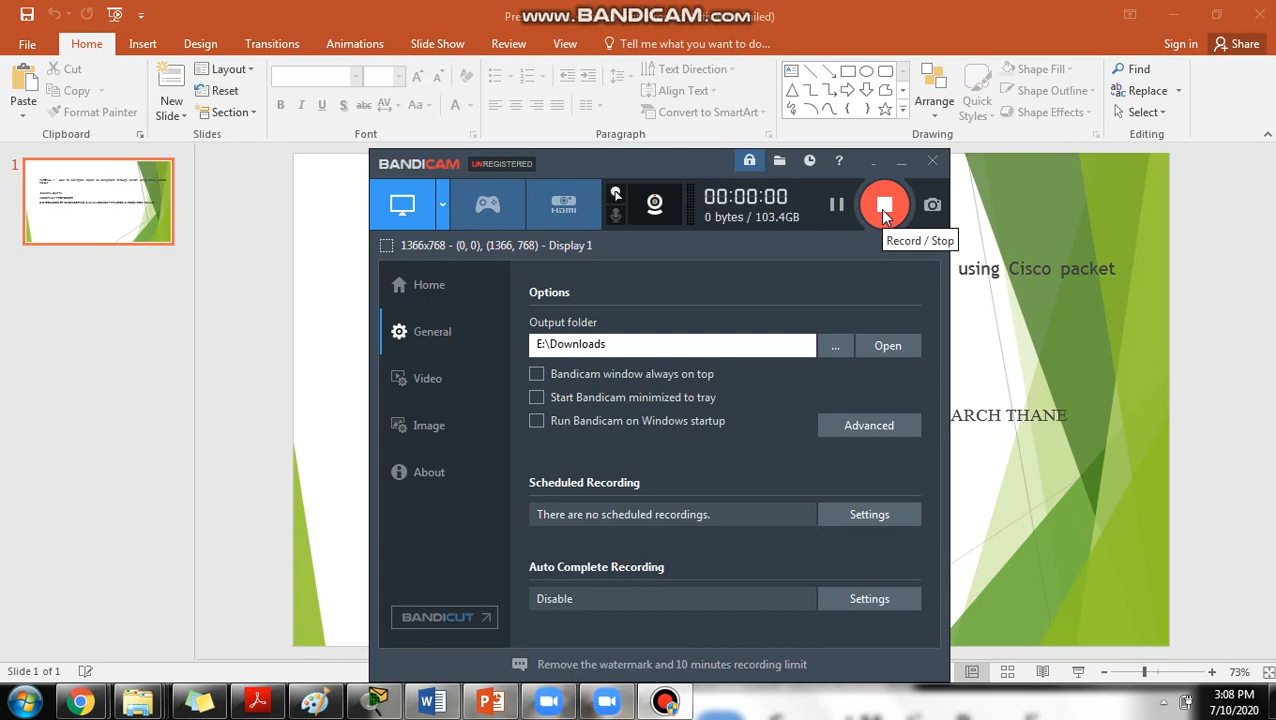 Pre
www.BANDICAM.com
iled)
File
Home
Insert
Design
Transitions
Animations
Slide Show
Review
View
Tell me what you want to do...
Sign in
Share
Paste
Cut
Copy
Format Painter
Clipboard
New Slide
Layout
Reset
Section
Slides
B I U S abc AV Aa A
Font
Text Direction
Align Text
Convert to SmartArt
Paragraph
Arrange
Quick Styles
Shape Fill
Shape Outline
Shape Effects
Drawing
Find
Replace
Select
Editing
1
BANDICAM UNREGISTERED
HDMI
00:00:00
0 bytes / 103.4GB
Record / Stop
1366x768 - (0, 0), (1366, 768) - Display 1
using Cisco packet
ARCH THANE
Home
General
Video
Image
About
BANDICUT
Options
Output folder
E:\Downloads
...
Open
Bandicam window always on top
Start Bandicam minimized to tray
Run Bandicam on Windows startup
Advanced
Scheduled Recording
There are no scheduled recordings.
Settings
Auto Complete Recording
Disable
Settings
Remove the watermark and 10 minutes recording limit
Slide 1 of 1
73%
3:08 PM
7/10/2020